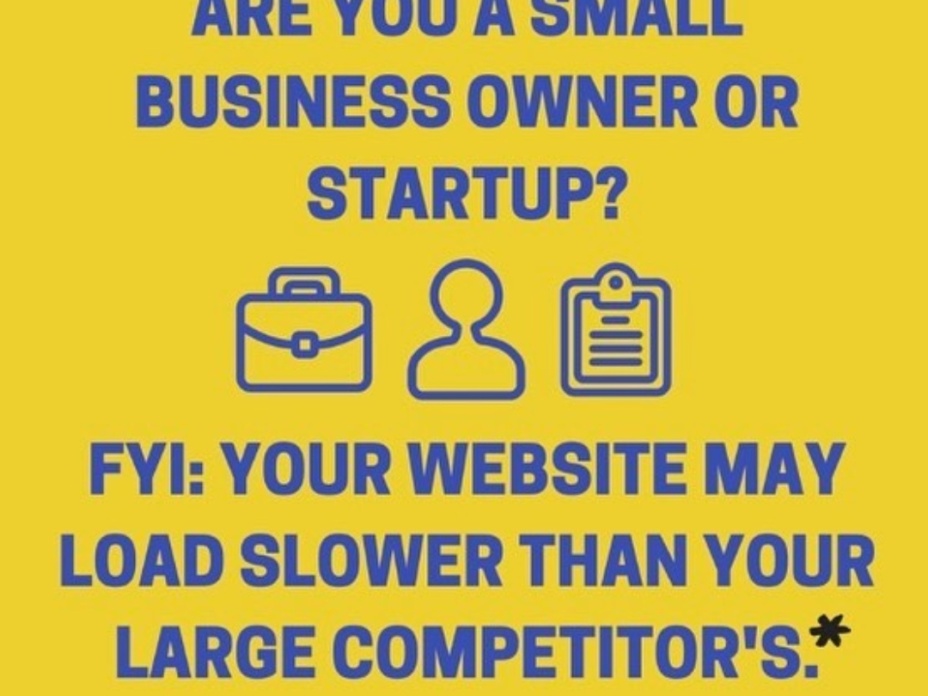 ARE YOU A SMALL
BUSINESS OWNER OR
STARTUP?
FYI: YOUR WEBSITE MAY
LOAD SLOWER THAN YOUR
LARGE COMPETITOR'S.*